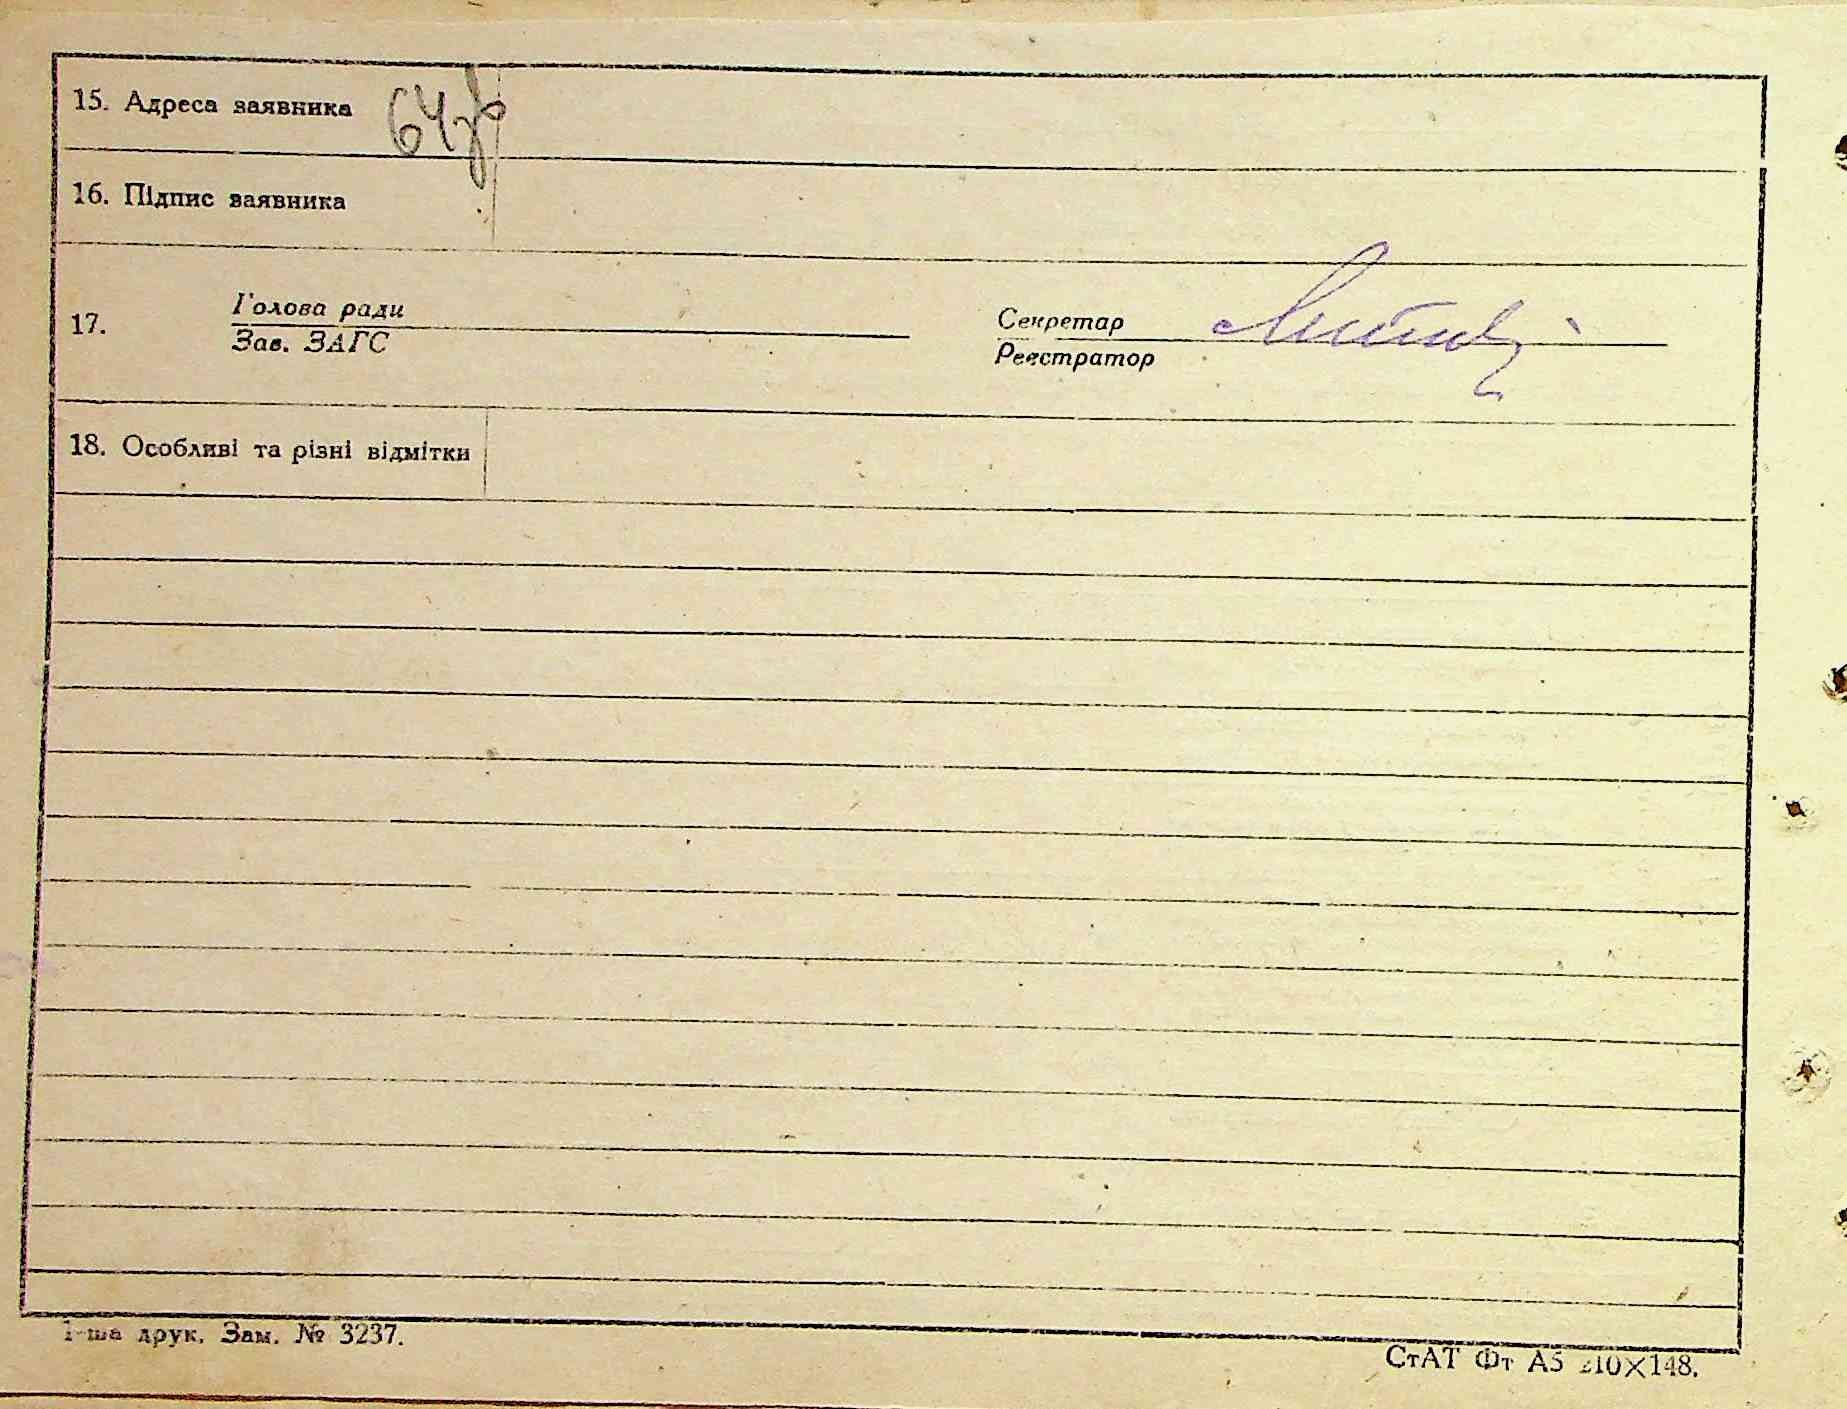 15. Адреса заявника 64зв
16. Підпис заявника
17. Голова ради
Зав. ЗАГС
Секретар
Реєстратор
18. Особливі та різні відмітки
1-ша друк. Зам. № 3237.
СтАТ Фт А5 210×148.